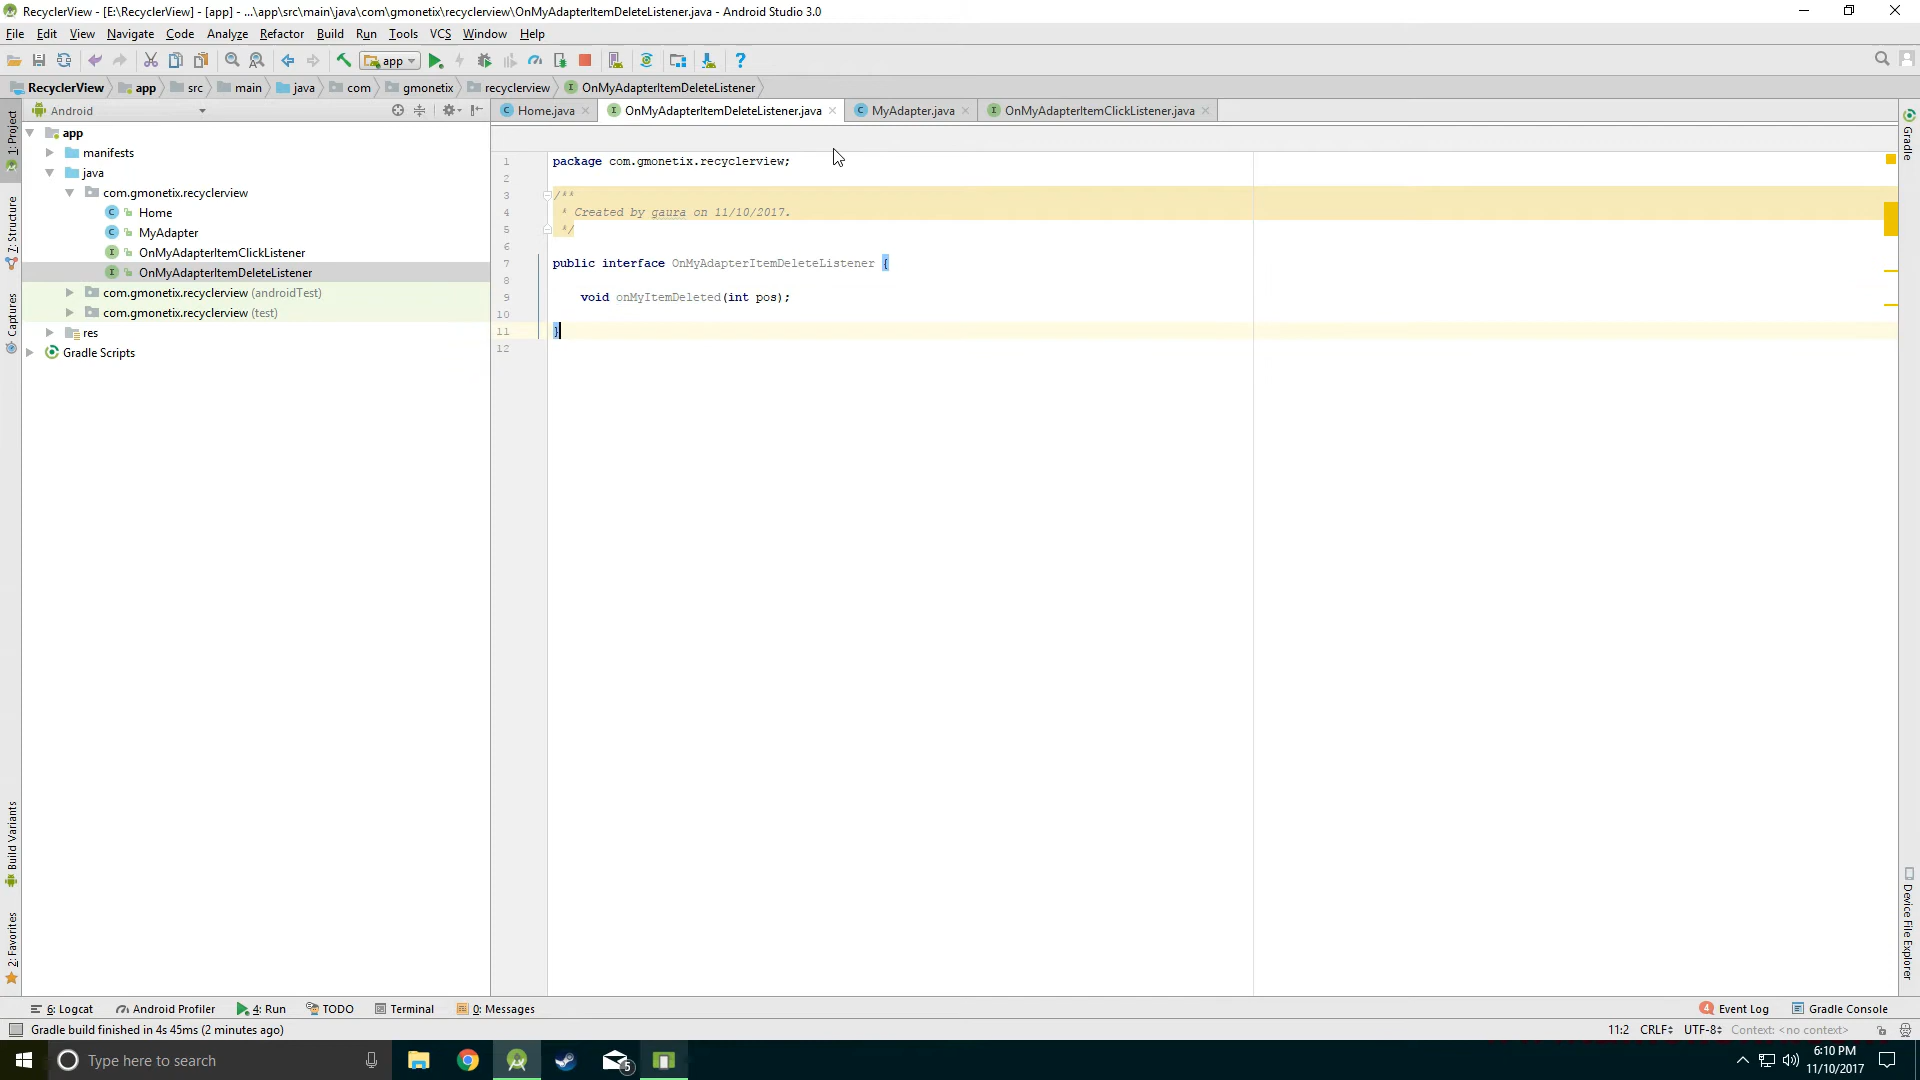 RecyclerView - [E:\RecyclerView] - [app] - ...\app\src\main\java\com\gmonetix\recyclerview\OnMyAdapterItemDeleteListener.java - Android Studio 3.0
File Edit View Navigate Code Analyze Refactor Build Run Tools VCS Window Help
app
RecyclerView app src main java com gmonetix recyclerview OnMyAdapterItemDeleteListener
Android
Home.java OnMyAdapterItemDeleteListener.java MyAdapter.java OnMyAdapterItemClickListener.java
1: Project
7: Structure
Captures
Build Variants
2: Favorites
app
manifests
java
com.gmonetix.recyclerview
Home
MyAdapter
OnMyAdapterItemClickListener
OnMyAdapterItemDeleteListener
com.gmonetix.recyclerview (androidTest)
com.gmonetix.recyclerview (test)
res
Gradle Scripts
1 package com.gmonetix.recyclerview;
2
3 /**
4 * Created by gaura on 11/10/2017.
5 */
6
7 public interface OnMyAdapterItemDeleteListener {
8
9 void onMyItemDeleted(int pos);
10
11 }
12
Gradle
Device File Explorer
6: Logcat Android Profiler 4: Run TODO Terminal 0: Messages 4 Event Log Gradle Console
Gradle build finished in 4s 45ms (2 minutes ago) 11:2 CRLF UTF-8 Context: <no context>
Type here to search 5 6:10 PM
11/10/2017